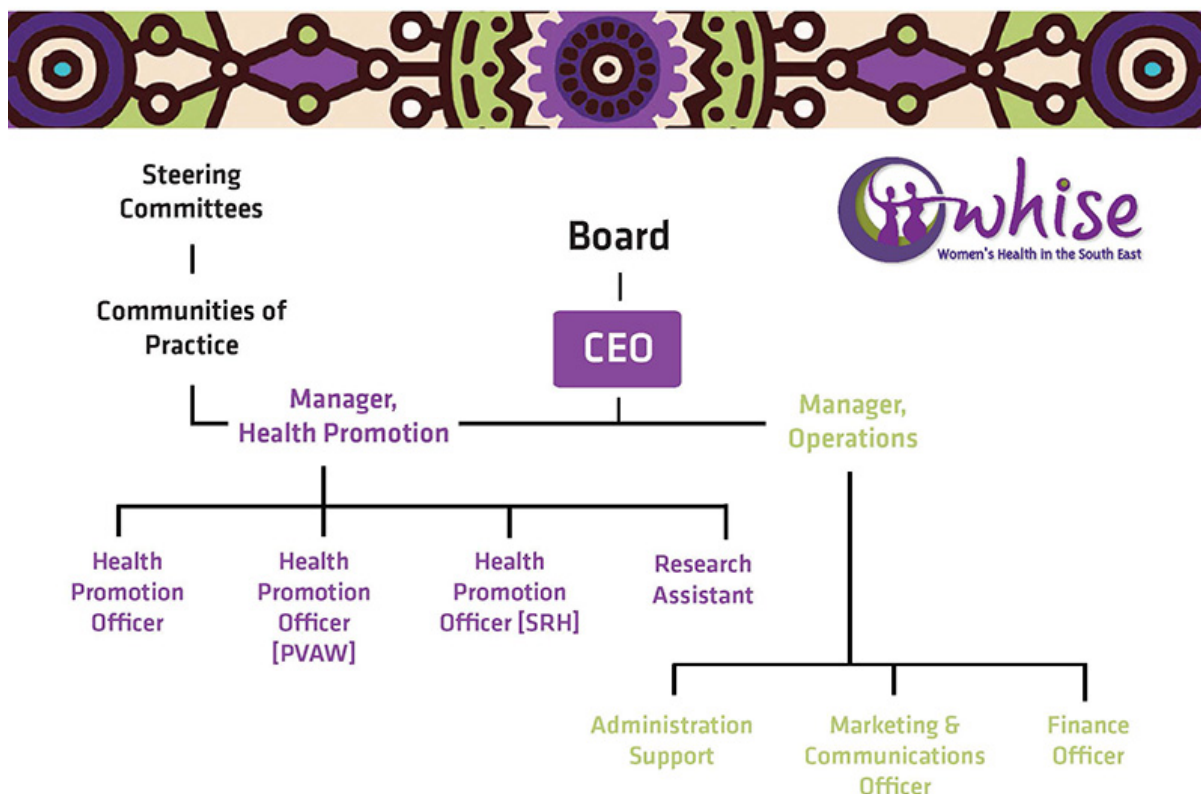 Steering
Committees
Communities of
Practice
Board
CEO
whise
Women's Health in the South East
Manager,
Health Promotion
Manager,
Operations
Health
Promotion
Officer
Health
Promotion
Officer
[PVAW]
Health
Promotion
Officer [SRH]
Research
Assistant
Administration
Support
Marketing &
Communications
Officer
Finance
Officer